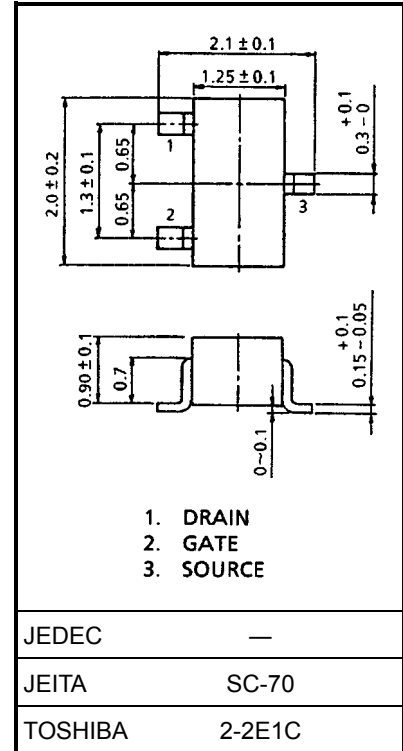 2.1 ± 0.1
1.25 ± 0.1
+ 0.1
0.3 – 0
2.0 ± 0.2
1.3 ± 0.1
0.65
0.65
1
2
3
0.90 ± 0.1
0.7
+ 0.1
0.15 – 0.05
0~0.1
1. DRAIN
2. GATE
3. SOURCE
JEDEC —
JEITA SC-70
TOSHIBA 2-2E1C